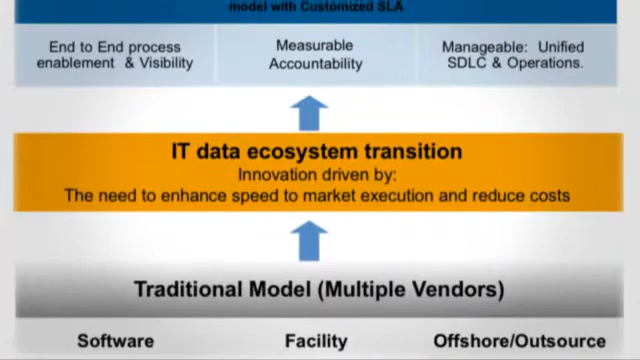 model with Customized SLA
End to End process
enablement & Visibility
Measurable
Accountability
Manageable: Unified
SDLC & Operations.
IT data ecosystem transition
Innovation driven by:
The need to enhance speed to market execution and reduce costs
Traditional Model (Multiple Vendors)
Software
Facility
Offshore/Outsource